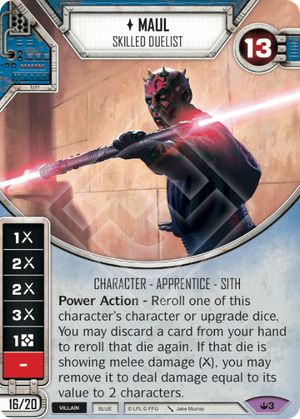 MAUL
SKILLED DUELIST
13
1
2
2
3
1
-
CHARACTER - APPRENTICE - SITH
Power Action - Reroll one of this
character's character or upgrade dice.
You may discard a card from your hand
to reroll that die again. If that die is
showing melee damage (), you may
remove it to deal damage equal to its
value to 2 characters.
16/20
VILLAIN
BLUE
© LFL © FFG
Jake Murray
3